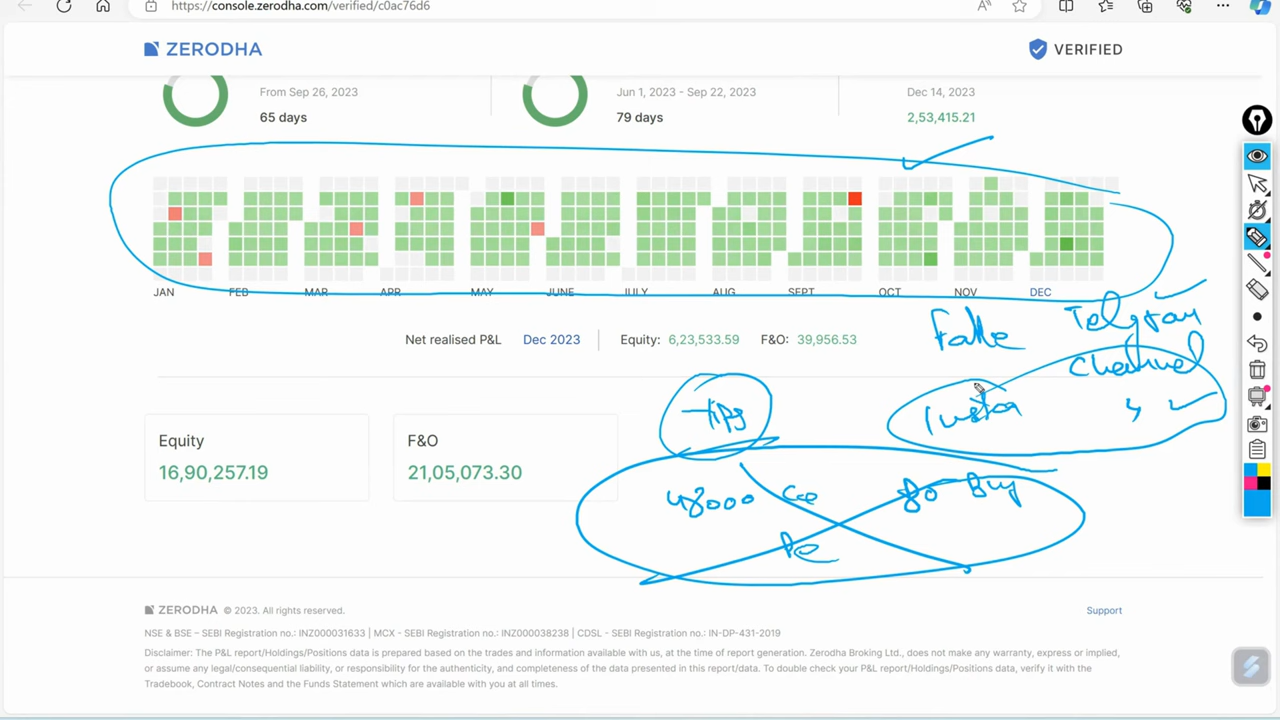 https://console.zerodha.com/verified/c0ac76d6
ZERODHA
VERIFIED
From Sep 26, 2023
65 days
Jun 1, 2023 - Sep 22, 2023
79 days
Dec 14, 2023
2,53,415.21
JAN FEB MAR APR MAY JUNE JULY AUG SEPT OCT NOV DEC
Net realised P&L Dec 2023 Equity: 6,23,533.59 F&O: 39,956.53
Fake
Telgram
channel
Insta
tips
Equity
16,90,257.19
F&O
21,05,073.30
48000 ce 80 Buy
Pe
ZERODHA © 2023. All rights reserved.
Support
NSE & BSE – SEBI Registration no.: INZ000031633 | MCX - SEBI Registration no.: INZ000038238 | CDSL - SEBI Registration no.: IN-DP-431-2019
Disclaimer: The P&L report/Holdings/Positions data is prepared based on the trades and information available with us, at the time of report generation. Zerodha Broking Ltd., does not make any warranty, express or implied,
or assume any legal/consequential liability, or responsibility for the authenticity, and completeness of the data presented in this report/data. To double check your P&L report/Holdings/Positions data, verify it with the
Tradebook, Contract Notes and the Funds Statement which are available with you at all times.